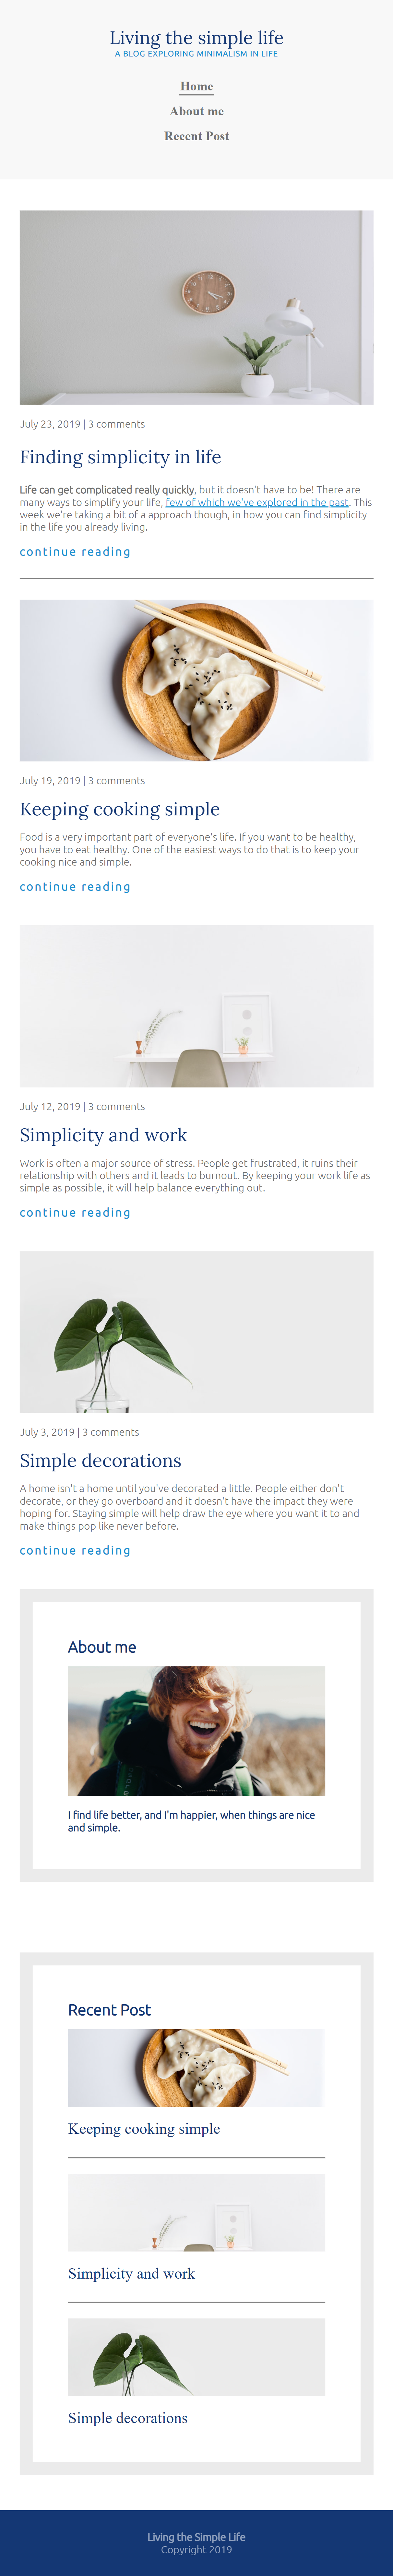 Living the simple life
A BLOG EXPLORING MINIMALISM IN LIFE
Home
About me
Recent Post
July 23, 2019 | 3 comments
Finding simplicity in life
Life can get complicated really quickly, but it doesn't have to be! There are
many ways to simplify your life, few of which we've explored in the past. This
week we're taking a bit of a approach though, in how you can find simplicity
in the life you already living.
continue reading
July 19, 2019 | 3 comments
Keeping cooking simple
Food is a very important part of everyone's life. If you want to be healthy,
you have to eat healthy. One of the easiest ways to do that is to keep your
cooking nice and simple.
continue reading
July 12, 2019 | 3 comments
Simplicity and work
Work is often a major source of stress. People get frustrated, it ruins their
relationship with others and it leads to burnout. By keeping your work life as
simple as possible, it will help balance everything out.
continue reading
July 3, 2019 | 3 comments
Simple decorations
A home isn't a home until you've decorated a little. People either don't
decorate, or they go overboard and it doesn't have the impact they were
hoping for. Staying simple will help draw the eye where you want it to and
make things pop like never before.
continue reading
About me
I find life better, and I'm happier, when things are nice
and simple.
Recent Post
Keeping cooking simple
Simplicity and work
Simple decorations
Living the Simple Life
Copyright 2019